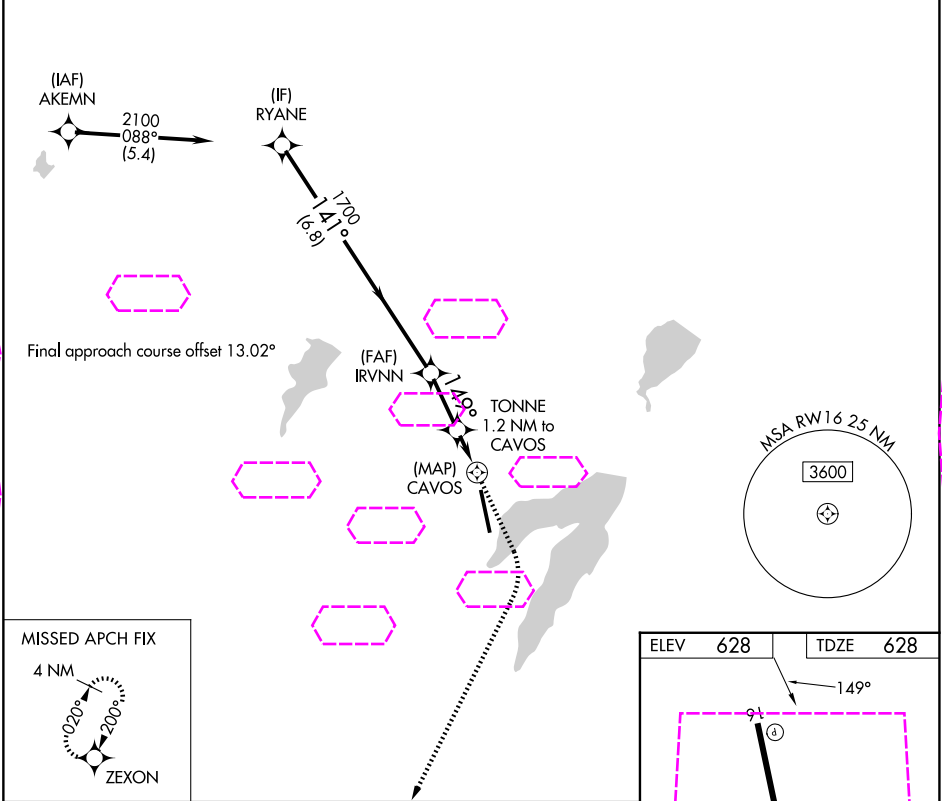 (IAF)
AKEMN
2100
088°
(5.4)
(IF)
RYANE
1700
141°
(6.8)
Final approach course offset 13.02°
(FAF)
IRVNN
149°
TONNE
1.2 NM to
CAVOS
(MAP)
CAVOS
MSA RW16 25 NM
3600
MISSED APCH FIX
4 NM
020°
200°
ZEXON
ELEV 628
TDZE 628
149°
16
P